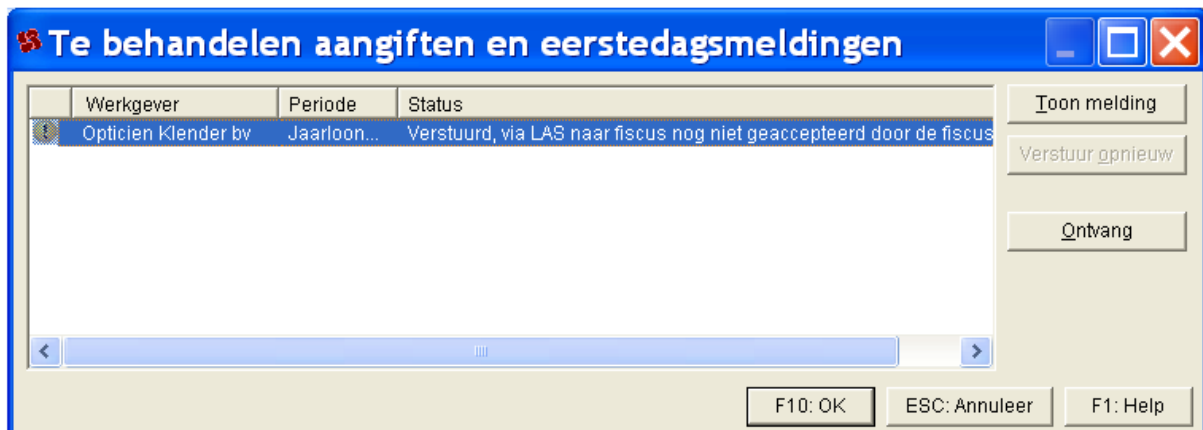 Te behandelen aangiften en eerstedagsmeldingen
Werkgever Periode Status
! Opticien Klender bv Jaarloon... Verstuurd, via LAS naar fiscus nog niet geaccepteerd door de fiscus
Toon melding
Verstuur opnieuw
Ontvang
F10: OK ESC: Annuleer F1: Help